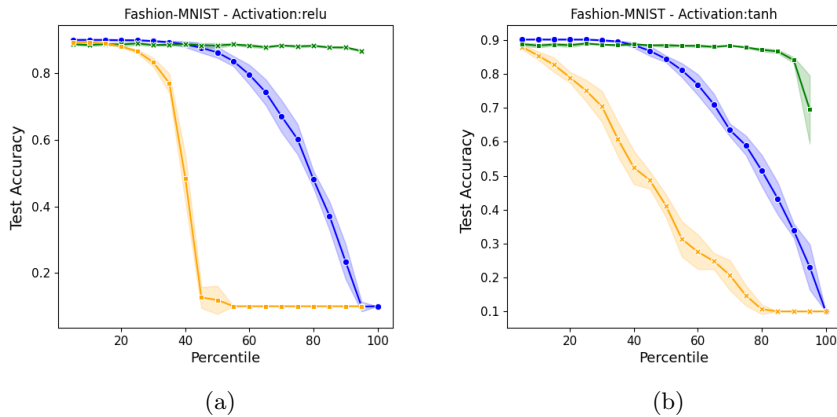 Fashion-MNIST - Activation:relu
Test Accuracy
0.8
0.6
0.4
0.2
20 40 60 80 100
Percentile
(a)
Fashion-MNIST - Activation:tanh
Test Accuracy
0.9
0.8
0.7
0.6
0.5
0.4
0.3
0.2
0.1
20 40 60 80 100
Percentile
(b)